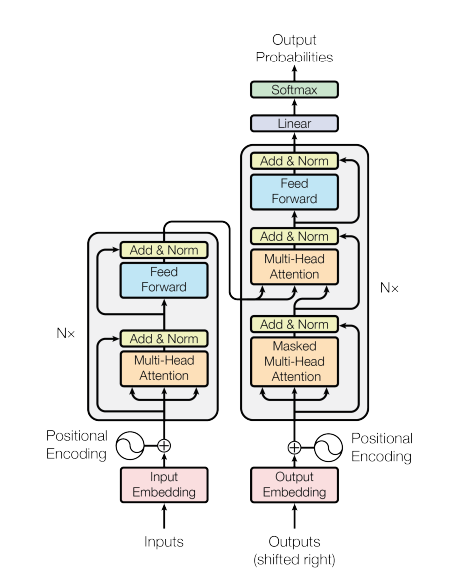 Output
Probabilities
Softmax
Linear
Add & Norm
Feed
Forward
Add & Norm
Multi-Head
Attention
Nx
Add & Norm
Masked
Multi-Head
Attention
Positional
Encoding
Output
Embedding
Outputs
(shifted right)
Add & Norm
Feed
Forward
Nx
Add & Norm
Multi-Head
Attention
Positional
Encoding
Input
Embedding
Inputs